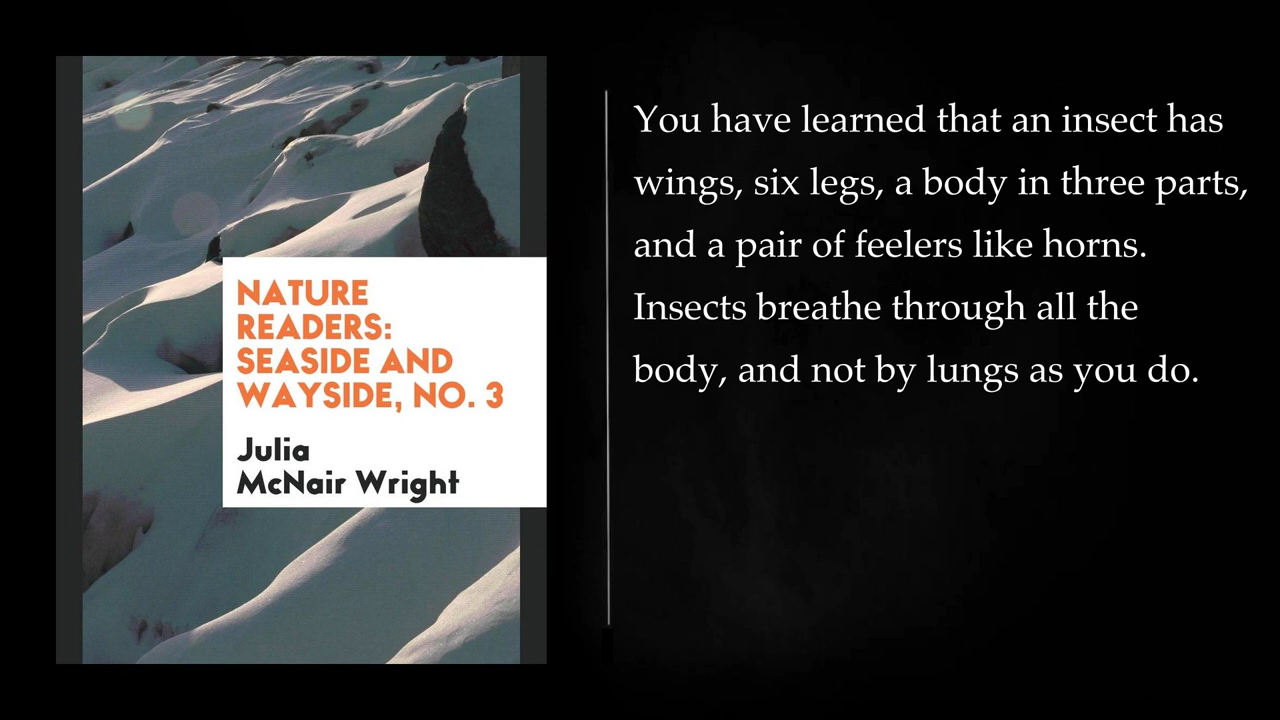 NATURE
READERS:
SEASIDE AND
WAYSIDE, NO. 3
Julia
McNair Wright
You have learned that an insect has
wings, six legs, a body in three parts,
and a pair of feelers like horns.
Insects breathe through all the
body, and not by lungs as you do.